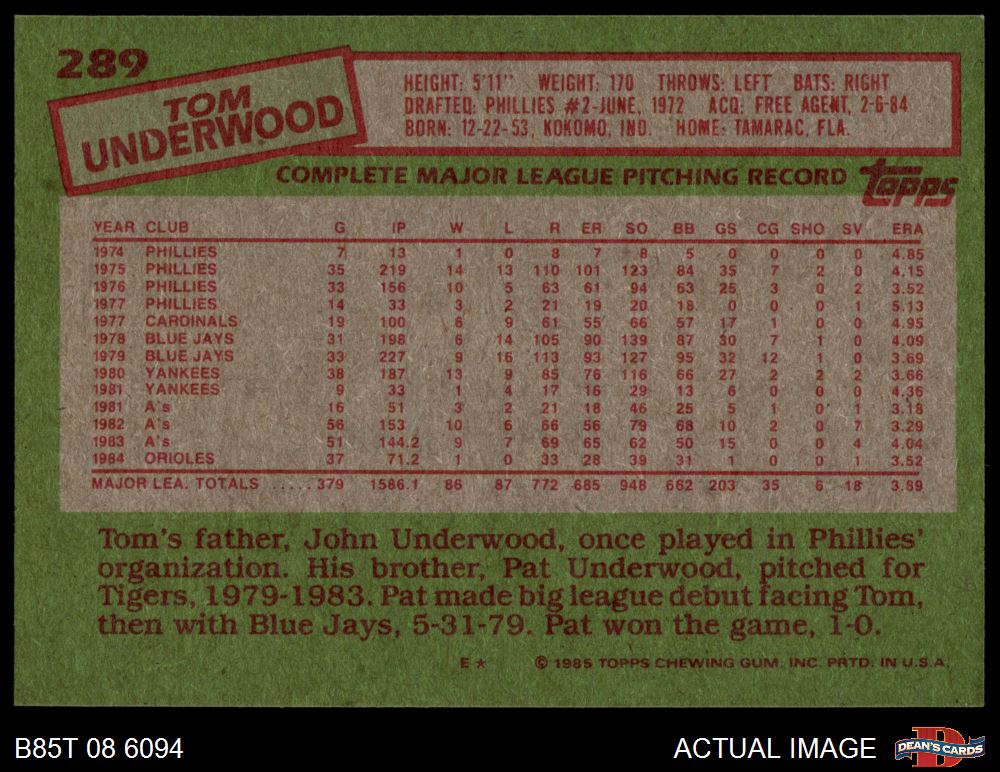 289
TOM
UNDERWOOD
HEIGHT: 5'11" WEIGHT: 170 THROWS: LEFT BATS: RIGHT
DRAFTED: PHILLIES #2-JUNE, 1972 ACQ: FREE AGENT, 2-6-84
BORN: 12-22-53, KOKOMO, IND. HOME: TAMARAC, FLA.
COMPLETE MAJOR LEAGUE PITCHING RECORD topps
YEAR CLUB G IP W L R ER SO BB GS CG SHO SV ERA
1974 PHILLIES 7 13 1 0 8 7 8 5 0 0 0 0 4.85
1975 PHILLIES 35 219 14 13 110 101 123 84 35 7 2 0 4.15
1976 PHILLIES 33 156 10 5 63 61 94 63 25 3 0 2 3.52
1977 PHILLIES 14 33 3 2 21 19 20 18 0 0 0 1 5.13
1977 CARDINALS 19 100 6 9 61 55 66 57 17 1 0 0 4.95
1978 BLUE JAYS 31 198 6 14 105 90 139 87 30 7 1 0 4.09
1979 BLUE JAYS 33 227 9 16 113 93 127 95 32 12 1 0 3.69
1980 YANKEES 38 187 13 9 85 76 116 66 27 2 2 2 3.66
1981 YANKEES 9 33 1 4 17 16 29 13 6 0 0 0 4.36
1981 A's 16 51 3 2 21 18 46 25 5 1 0 1 3.18
1982 A's 56 153 10 6 66 56 79 68 10 2 0 7 3.29
1983 A's 51 144.2 9 7 69 65 62 50 15 0 0 4 4.04
1984 ORIOLES 37 71.2 1 0 33 28 39 31 1 0 0 1 3.52
MAJOR LEA. TOTALS ..... 379 1586.1 86 87 772 685 948 662 203 35 6 18 3.89
Tom's father, John Underwood, once played in Phillies'
organization. His brother, Pat Underwood, pitched for
Tigers, 1979-1983. Pat made big league debut facing Tom,
then with Blue Jays, 5-31-79. Pat won the game, 1-0.
E★ © 1985 TOPPS CHEWING GUM, INC. PRTD. IN U.S.A.
B85T 08 6094 ACTUAL IMAGE D DEAN'S CARDS